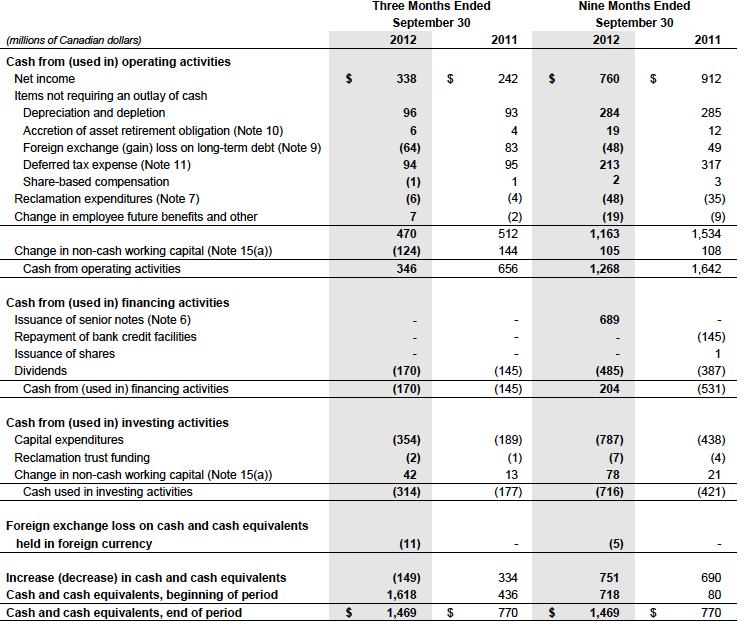 Three Months Ended Nine Months Ended
September 30 September 30
(millions of Canadian dollars) 2012 2011 2012 2011
Cash from (used in) operating activities
Net income $ 338 $ 242 $ 760 $ 912
Items not requiring an outlay of cash
Depreciation and depletion 96 93 284 285
Accretion of asset retirement obligation (Note 10) 6 4 19 12
Foreign exchange (gain) loss on long-term debt (Note 9) (64) 83 (48) 49
Deferred tax expense (Note 11) 94 95 213 317
Share-based compensation (1) 1 2 3
Reclamation expenditures (Note 7) (6) (4) (48) (35)
Change in employee future benefits and other 7 (2) (19) (9)
470 512 1,163 1,534
Change in non-cash working capital (Note 15(a)) (124) 144 105 108
Cash from operating activities 346 656 1,268 1,642
Cash from (used in) financing activities
Issuance of senior notes (Note 6) - - 689 -
Repayment of bank credit facilities - - - (145)
Issuance of shares - - - 1
Dividends (170) (145) (485) (387)
Cash from (used in) financing activities (170) (145) 204 (531)
Cash from (used in) investing activities
Capital expenditures (354) (189) (787) (438)
Reclamation trust funding (2) (1) (7) (4)
Change in non-cash working capital (Note 15(a)) 42 13 78 21
Cash used in investing activities (314) (177) (716) (421)
Foreign exchange loss on cash and cash equivalents
held in foreign currency (11) - (5) -
Increase (decrease) in cash and cash equivalents (149) 334 751 690
Cash and cash equivalents, beginning of period 1,618 436 718 80
Cash and cash equivalents, end of period $ 1,469 $ 770 $ 1,469 $ 770